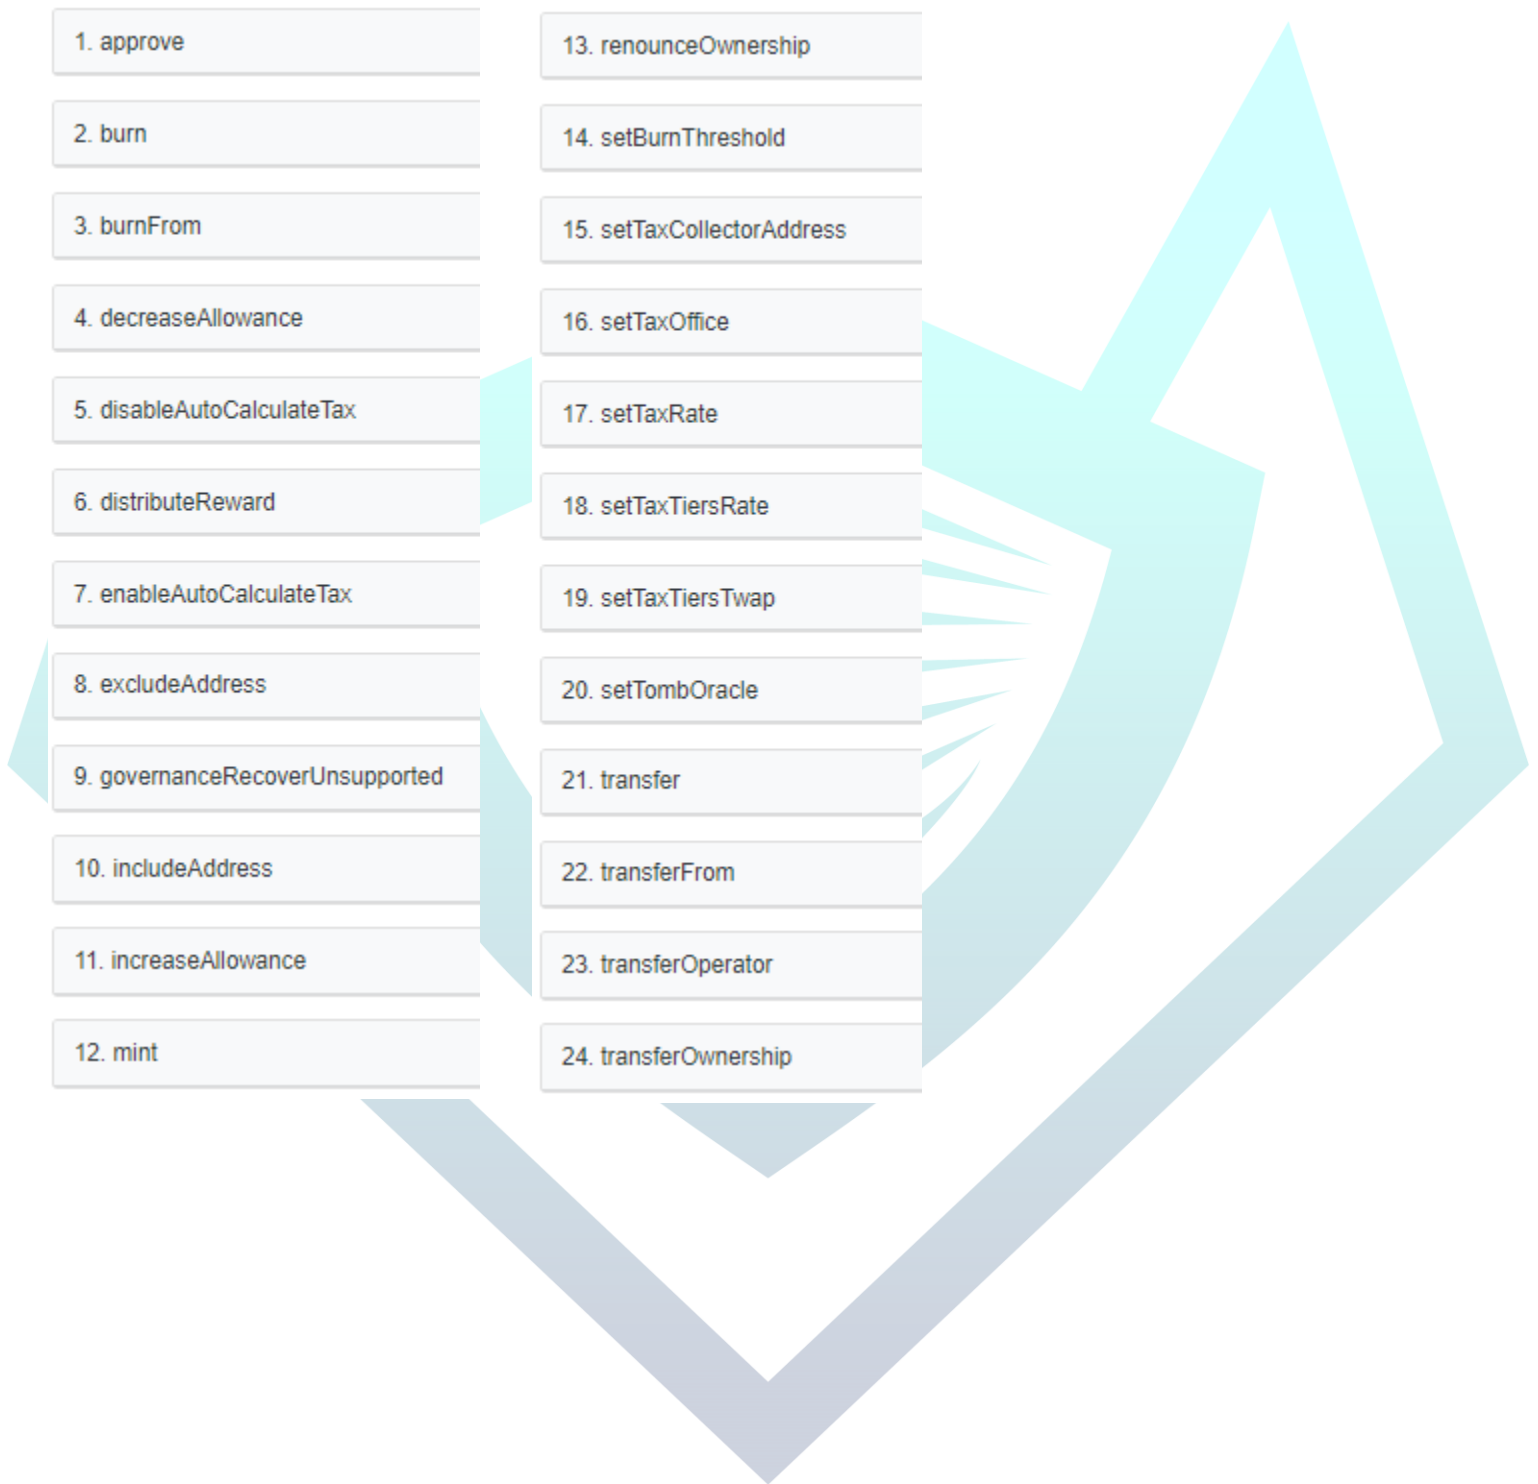 1. approve
2. burn
3. burnFrom
4. decreaseAllowance
5. disableAutoCalculateTax
6. distributeReward
7. enableAutoCalculateTax
8. excludeAddress
9. governanceRecoverUnsupported
10. includeAddress
11. increaseAllowance
12. mint
13. renounceOwnership
14. setBurnThreshold
15. setTaxCollectorAddress
16. setTaxOffice
17. setTaxRate
18. setTaxTiersRate
19. setTaxTiersTwap
20. setTombOracle
21. transfer
22. transferFrom
23. transferOperator
24. transferOwnership